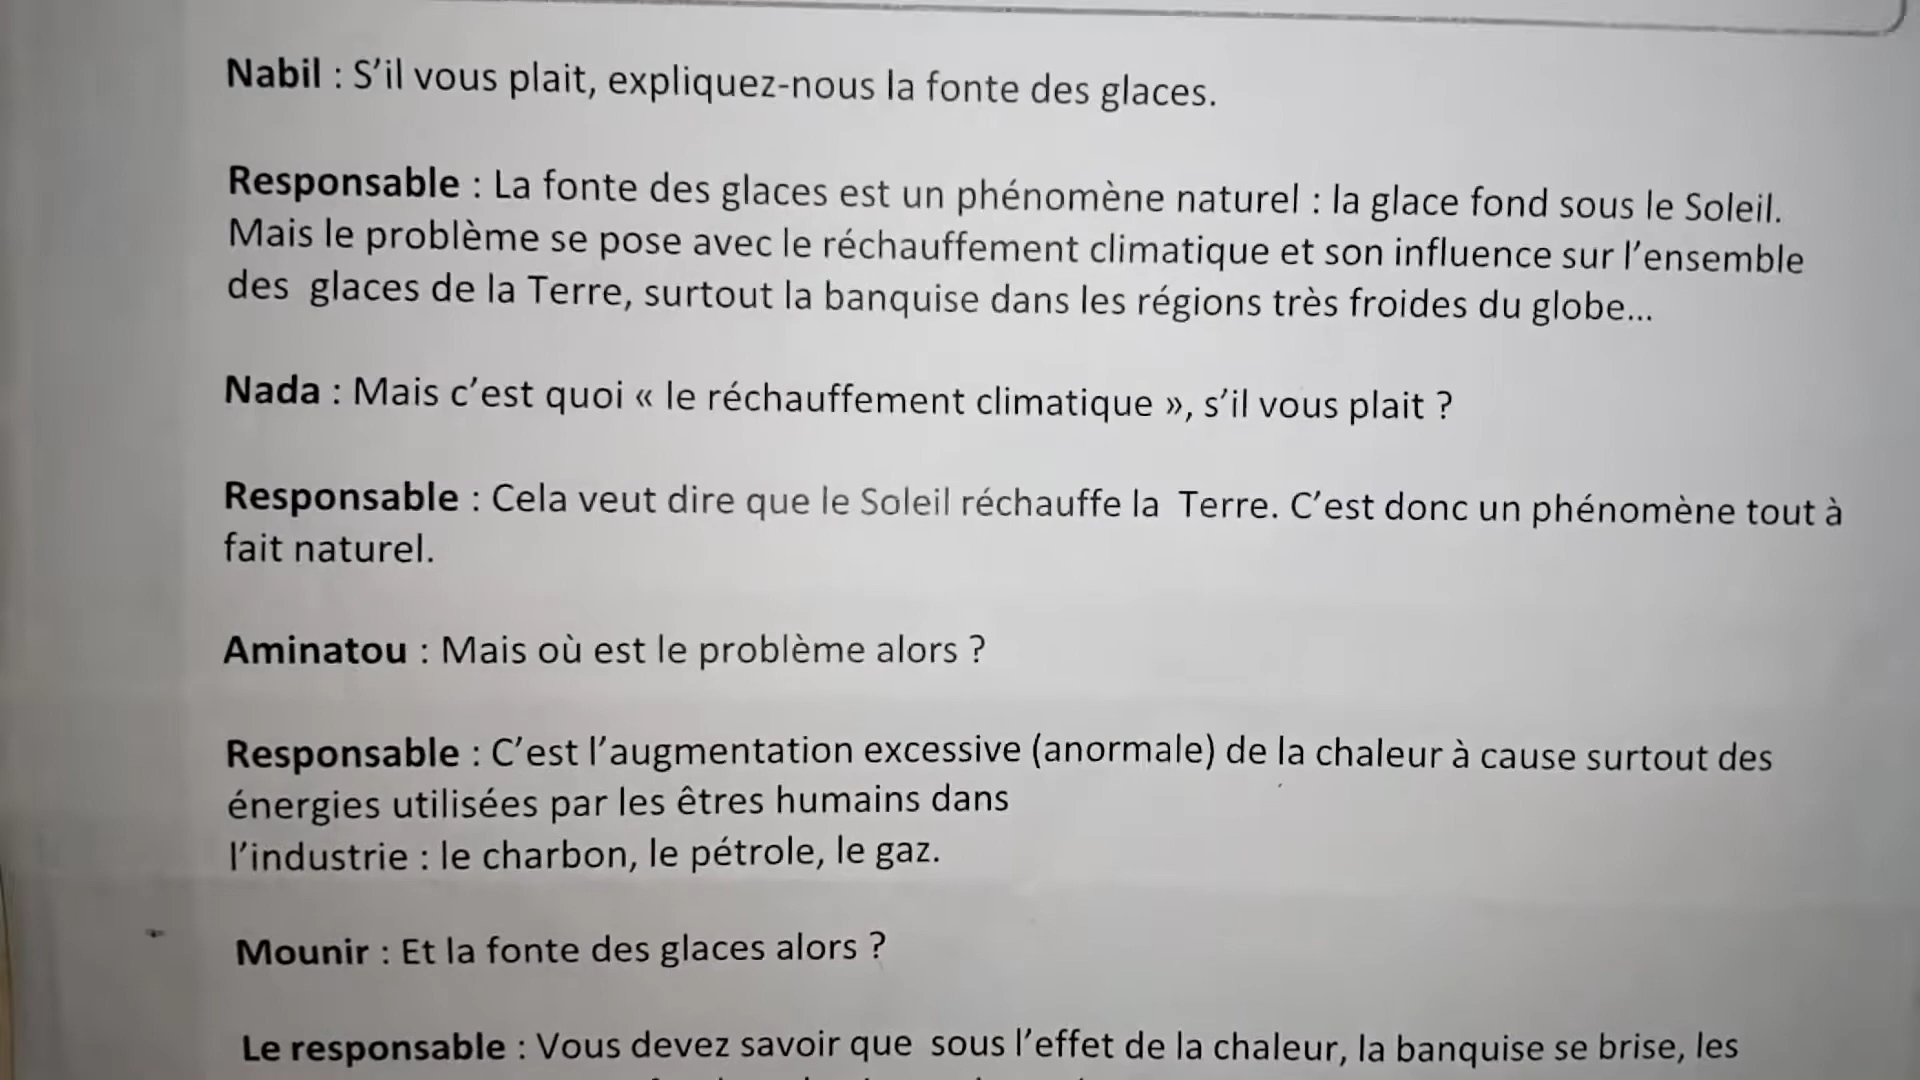 Nabil : S'il vous plait, expliquez-nous la fonte des glaces.
Responsable : La fonte des glaces est un phénomène naturel : la glace fond sous le Soleil.
Mais le problème se pose avec le réchauffement climatique et son influence sur l'ensemble
des glaces de la Terre, surtout la banquise dans les régions très froides du globe...
Nada : Mais c'est quoi « le réchauffement climatique », s'il vous plait ?
Responsable : Cela veut dire que le Soleil réchauffe la Terre. C'est donc un phénomène tout à
fait naturel.
Aminatou : Mais où est le problème alors ?
Responsable : C'est l'augmentation excessive (anormale) de la chaleur à cause surtout des
énergies utilisées par les êtres humains dans
l'industrie : le charbon, le pétrole, le gaz.
Mounir : Et la fonte des glaces alors ?
Le responsable : Vous devez savoir que sous l'effet de la chaleur, la banquise se brise, les